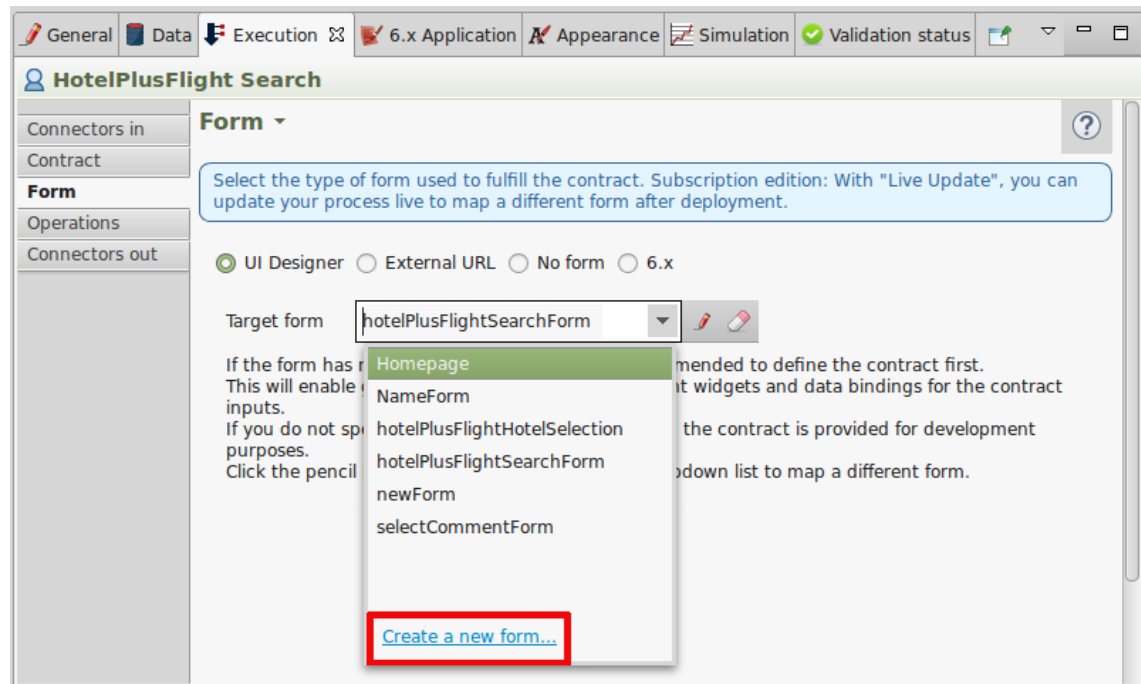 General Data Execution 6.x Application Appearance Simulation Validation status
HotelPlusFlight Search
Connectors in
Contract
Form
Operations
Connectors out
Form
Select the type of form used to fulfill the contract. Subscription edition: With "Live Update", you can
update your process live to map a different form after deployment.
UI Designer External URL No form 6.x
Target form hotelPlusFlightSearchForm
If the form has mended to define the contract first.
This will enable widgets and data bindings for the contract
inputs.
If you do not the contract is provided for development
purposes.
Click the pencil list to map a different form.
Homepage
NameForm
hotelPlusFlightHotelSelection
hotelPlusFlightSearchForm
newForm
selectCommentForm
Create a new form...